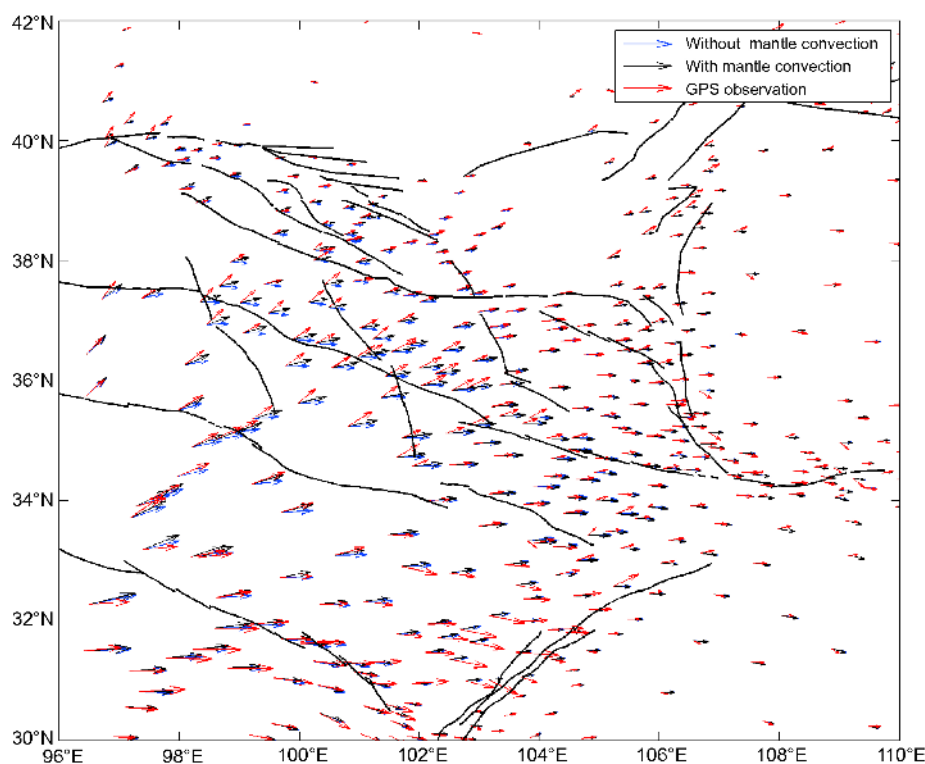 42°N
Without mantle convection
With mantle convection
GPS observation
40°N
38°N
36°N
34°N
32°N
30°N
96°E 98°E 100°E 102°E 104°E 106°E 108°E 110°E